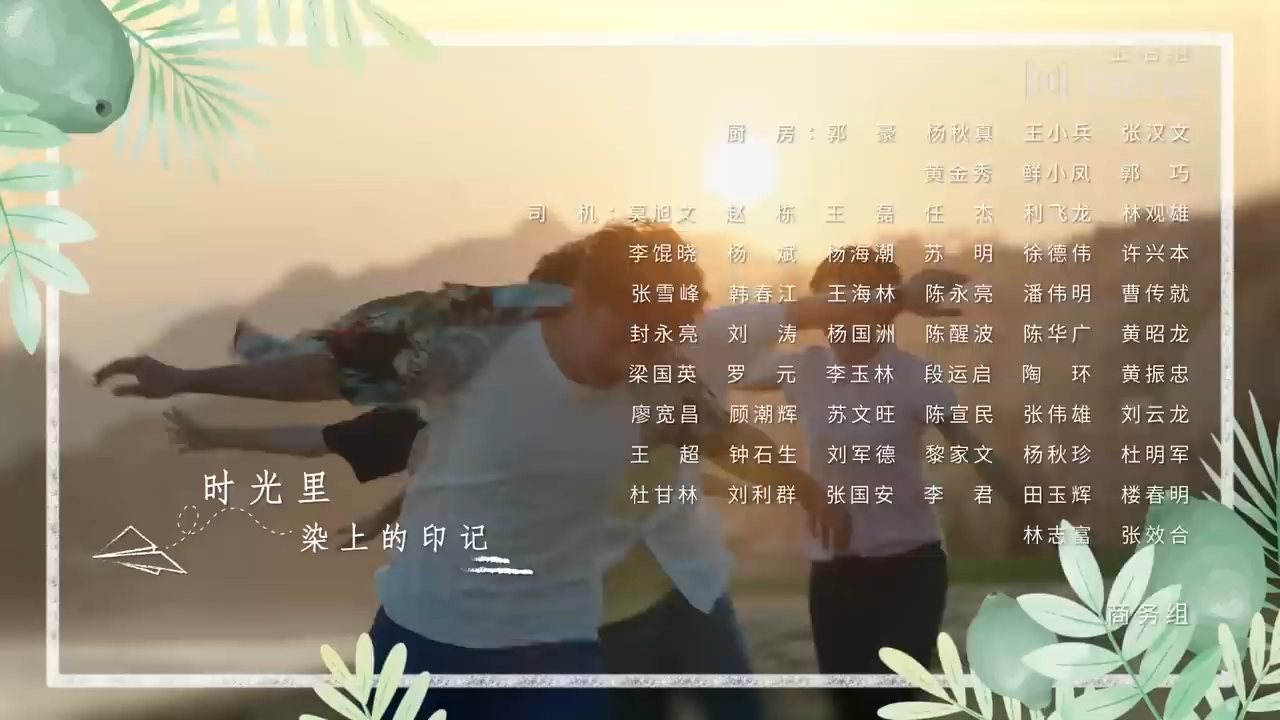 厨　房：郭　豪　杨秋真　王小兵　张汉文
黄金秀　鲜小凤　郭　巧
司　机：莫旭文　赵　栋　王　磊　任　杰　利飞龙　林观雄
李馄晓　杨　斌　杨海潮　苏　明　徐德伟　许兴本
张雪峰　韩春江　王海林　陈永亮　潘伟明　曹传就
封永亮　刘　涛　杨国洲　陈醒波　陈华广　黄昭龙
梁国英　罗　元　李玉林　段运启　陶　环　黄振忠
廖宽昌　顾潮辉　苏文旺　陈宣民　张伟雄　刘云龙
王　超　钟石生　刘军德　黎家文　杨秋珍　杜明军
杜甘林　刘利群　张国安　李　君　田玉辉　楼春明
林志富　张效合
商务组
时光里
染上的印记